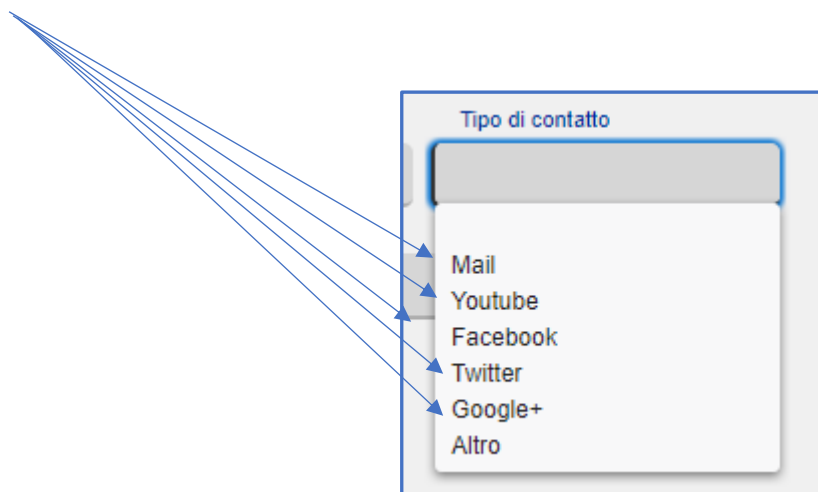 Tipo di contatto
Mail
Youtube
Facebook
Twitter
Google+
Altro